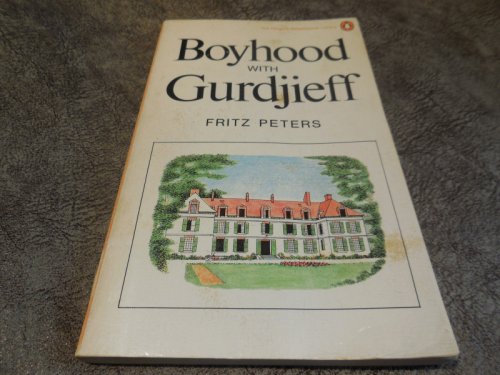 Boyhood
WITH
Gurdjieff
FRITZ PETERS